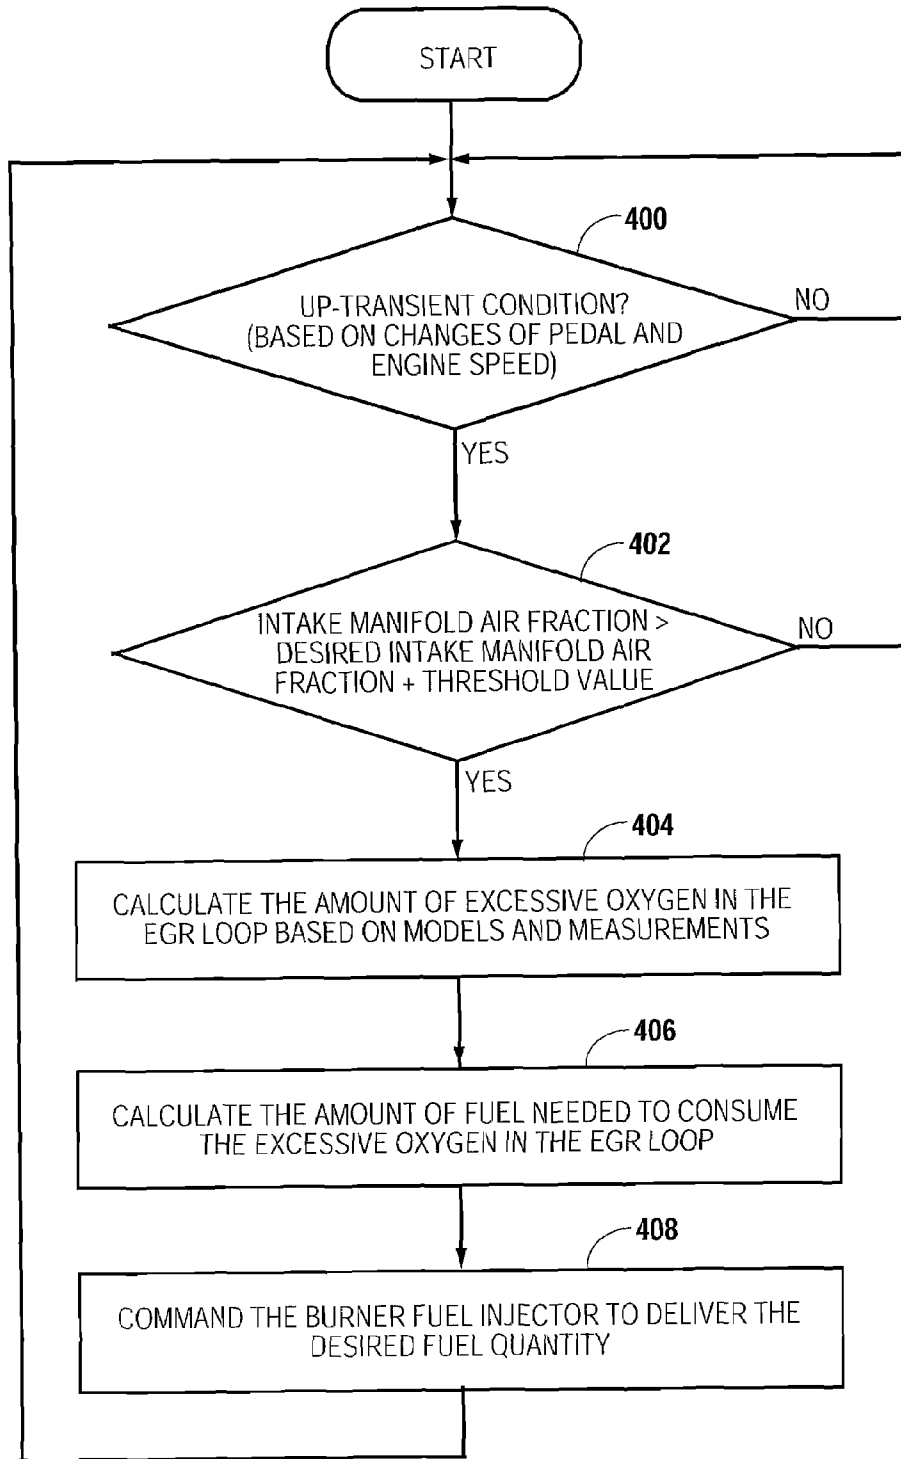 START
400
UP-TRANSIENT CONDITION?
(BASED ON CHANGES OF PEDAL AND
ENGINE SPEED)
NO
YES
402
INTAKE MANIFOLD AIR FRACTION >
DESIRED INTAKE MANIFOLD AIR
FRACTION + THRESHOLD VALUE
NO
YES
404
CALCULATE THE AMOUNT OF EXCESSIVE OXYGEN IN THE
EGR LOOP BASED ON MODELS AND MEASUREMENTS
406
CALCULATE THE AMOUNT OF FUEL NEEDED TO CONSUME
THE EXCESSIVE OXYGEN IN THE EGR LOOP
408
COMMAND THE BURNER FUEL INJECTOR TO DELIVER THE
DESIRED FUEL QUANTITY